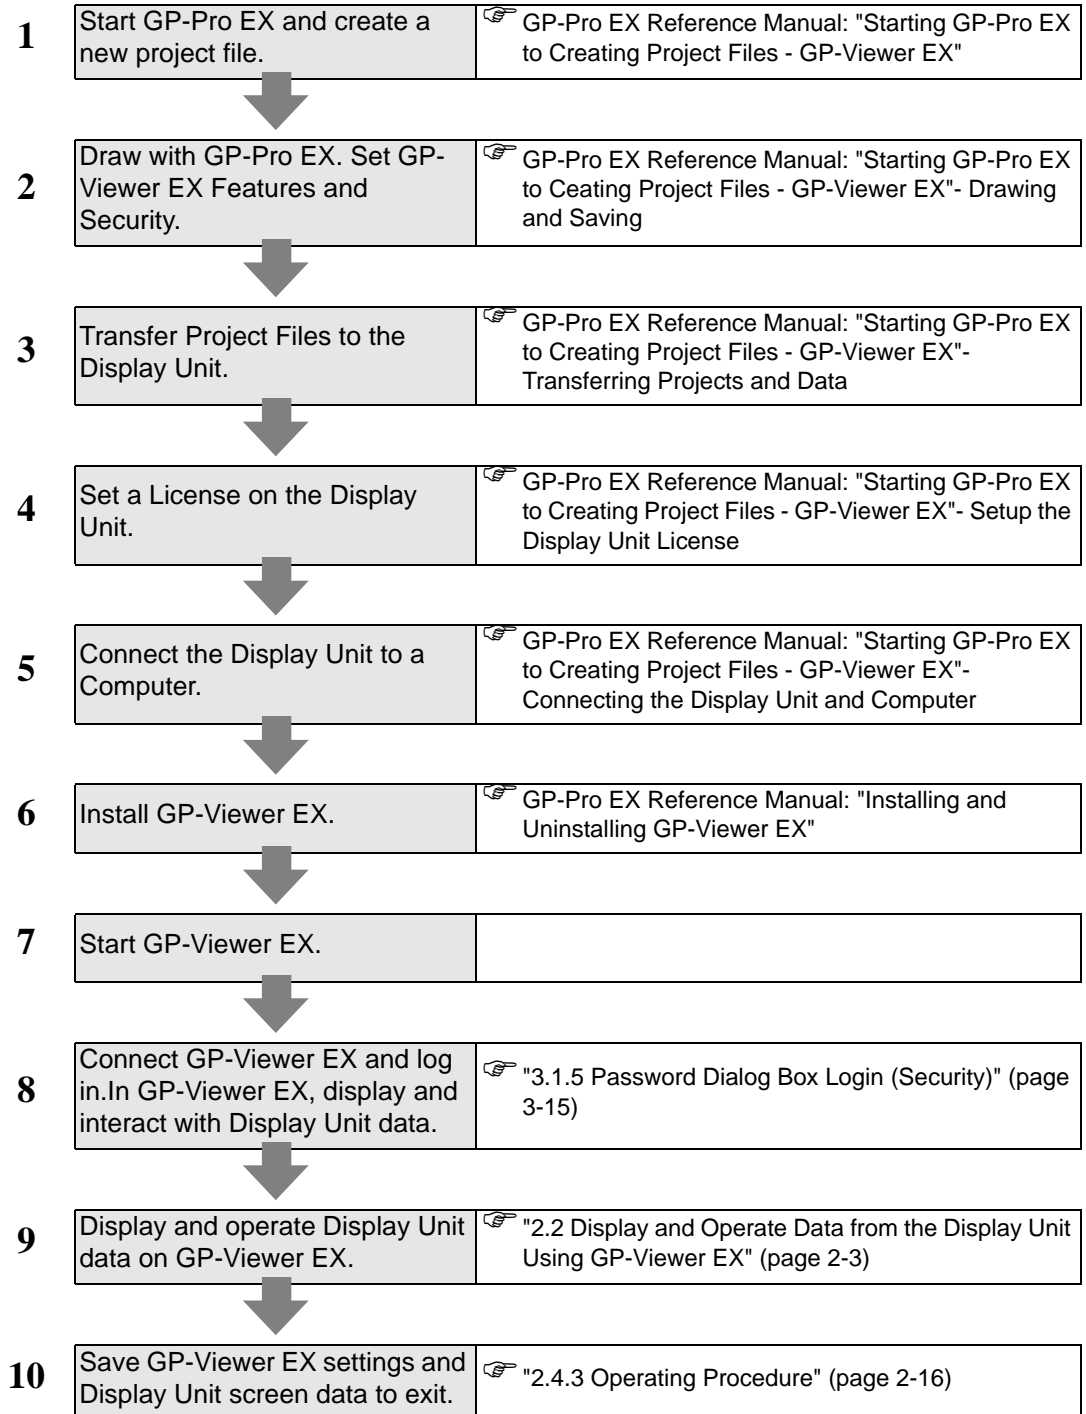 1
Start GP-Pro EX and create a
new project file.
GP-Pro EX Reference Manual: "Starting GP-Pro EX
to Creating Project Files - GP-Viewer EX"
2
Draw with GP-Pro EX. Set GP-
Viewer EX Features and
Security.
GP-Pro EX Reference Manual: "Starting GP-Pro EX
to Ceating Project Files - GP-Viewer EX"- Drawing
and Saving
3
Transfer Project Files to the
Display Unit.
GP-Pro EX Reference Manual: "Starting GP-Pro EX
to Creating Project Files - GP-Viewer EX"-
Transferring Projects and Data
4
Set a License on the Display
Unit.
GP-Pro EX Reference Manual: "Starting GP-Pro EX
to Creating Project Files - GP-Viewer EX"- Setup the
Display Unit License
5
Connect the Display Unit to a
Computer.
GP-Pro EX Reference Manual: "Starting GP-Pro EX
to Creating Project Files - GP-Viewer EX"-
Connecting the Display Unit and Computer
6
Install GP-Viewer EX.
GP-Pro EX Reference Manual: "Installing and
Uninstalling GP-Viewer EX"
7
Start GP-Viewer EX.
8
Connect GP-Viewer EX and log
in.In GP-Viewer EX, display and
interact with Display Unit data.
"3.1.5 Password Dialog Box Login (Security)" (page
3-15)
9
Display and operate Display Unit
data on GP-Viewer EX.
"2.2 Display and Operate Data from the Display Unit
Using GP-Viewer EX" (page 2-3)
10
Save GP-Viewer EX settings and
Display Unit screen data to exit.
"2.4.3 Operating Procedure" (page 2-16)